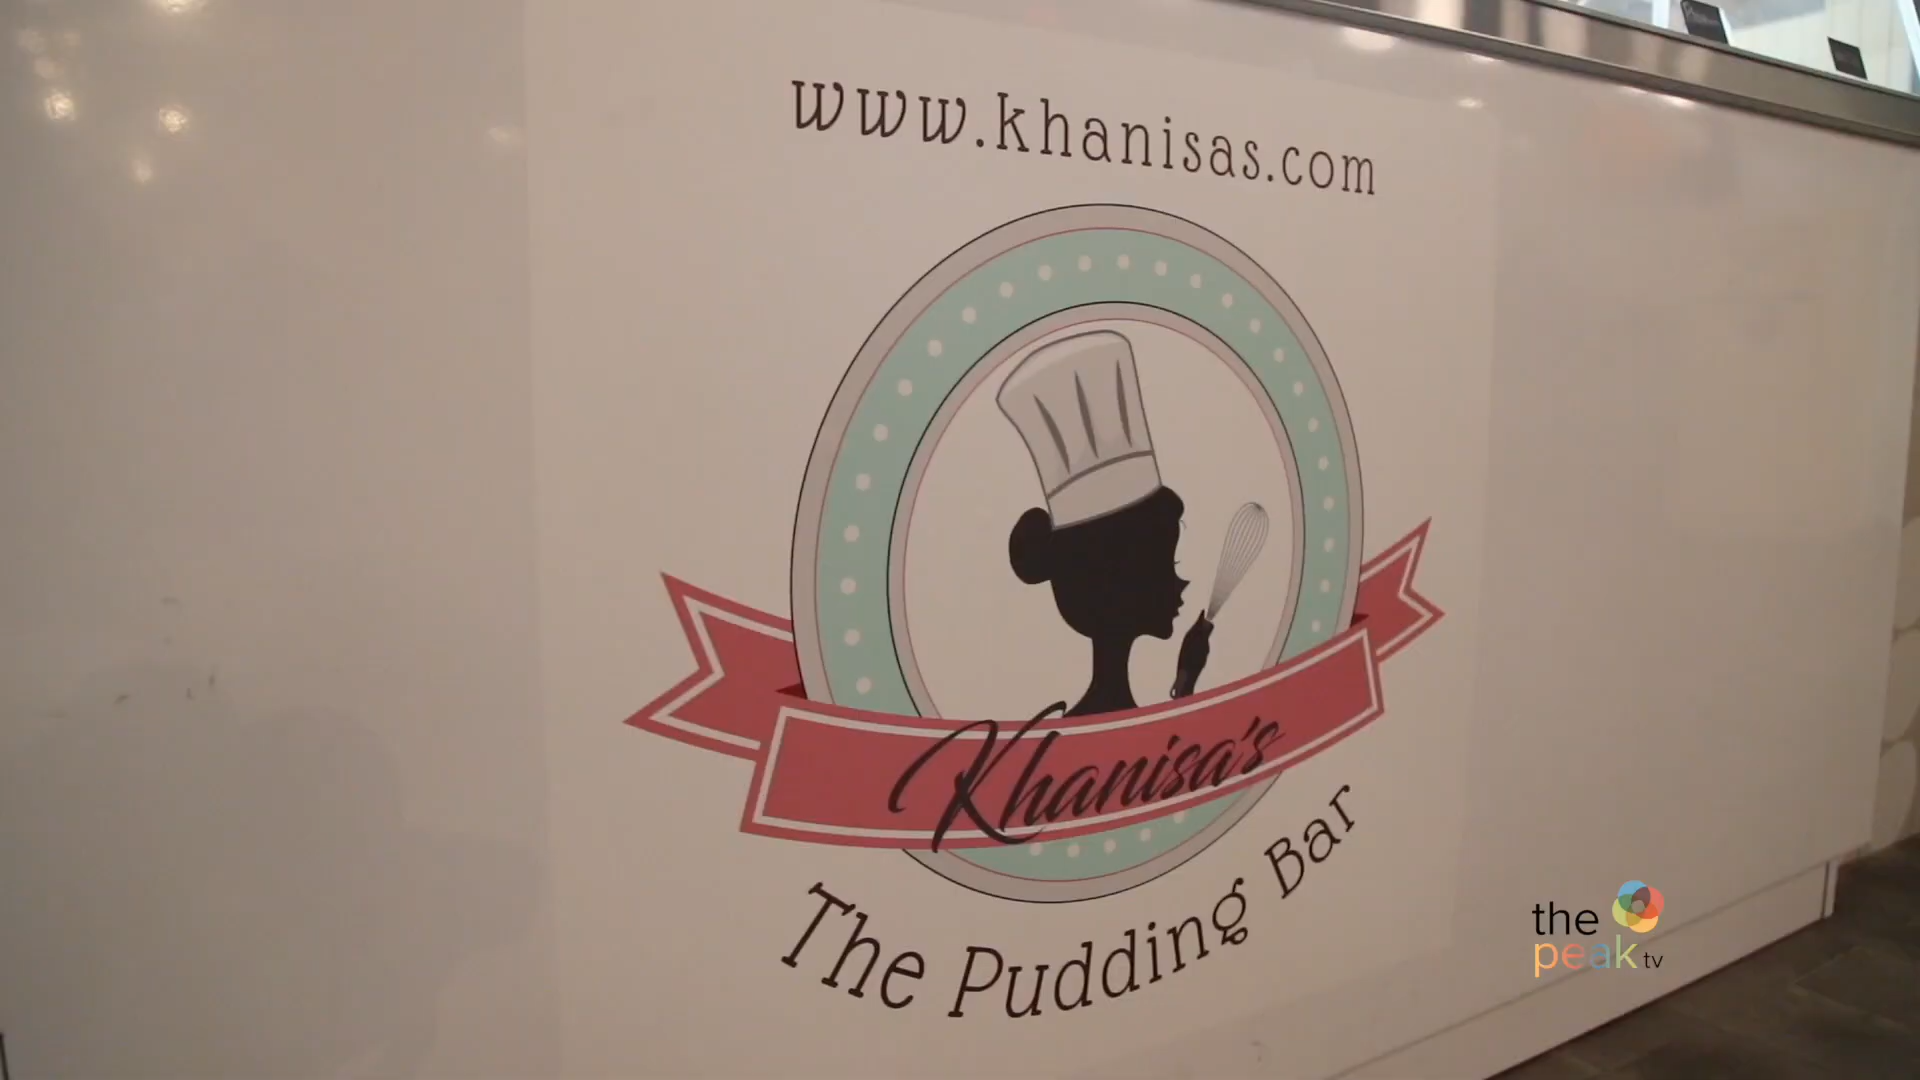 www.khanisas.com
Khanisa's
The Pudding Bar
the
peak tv